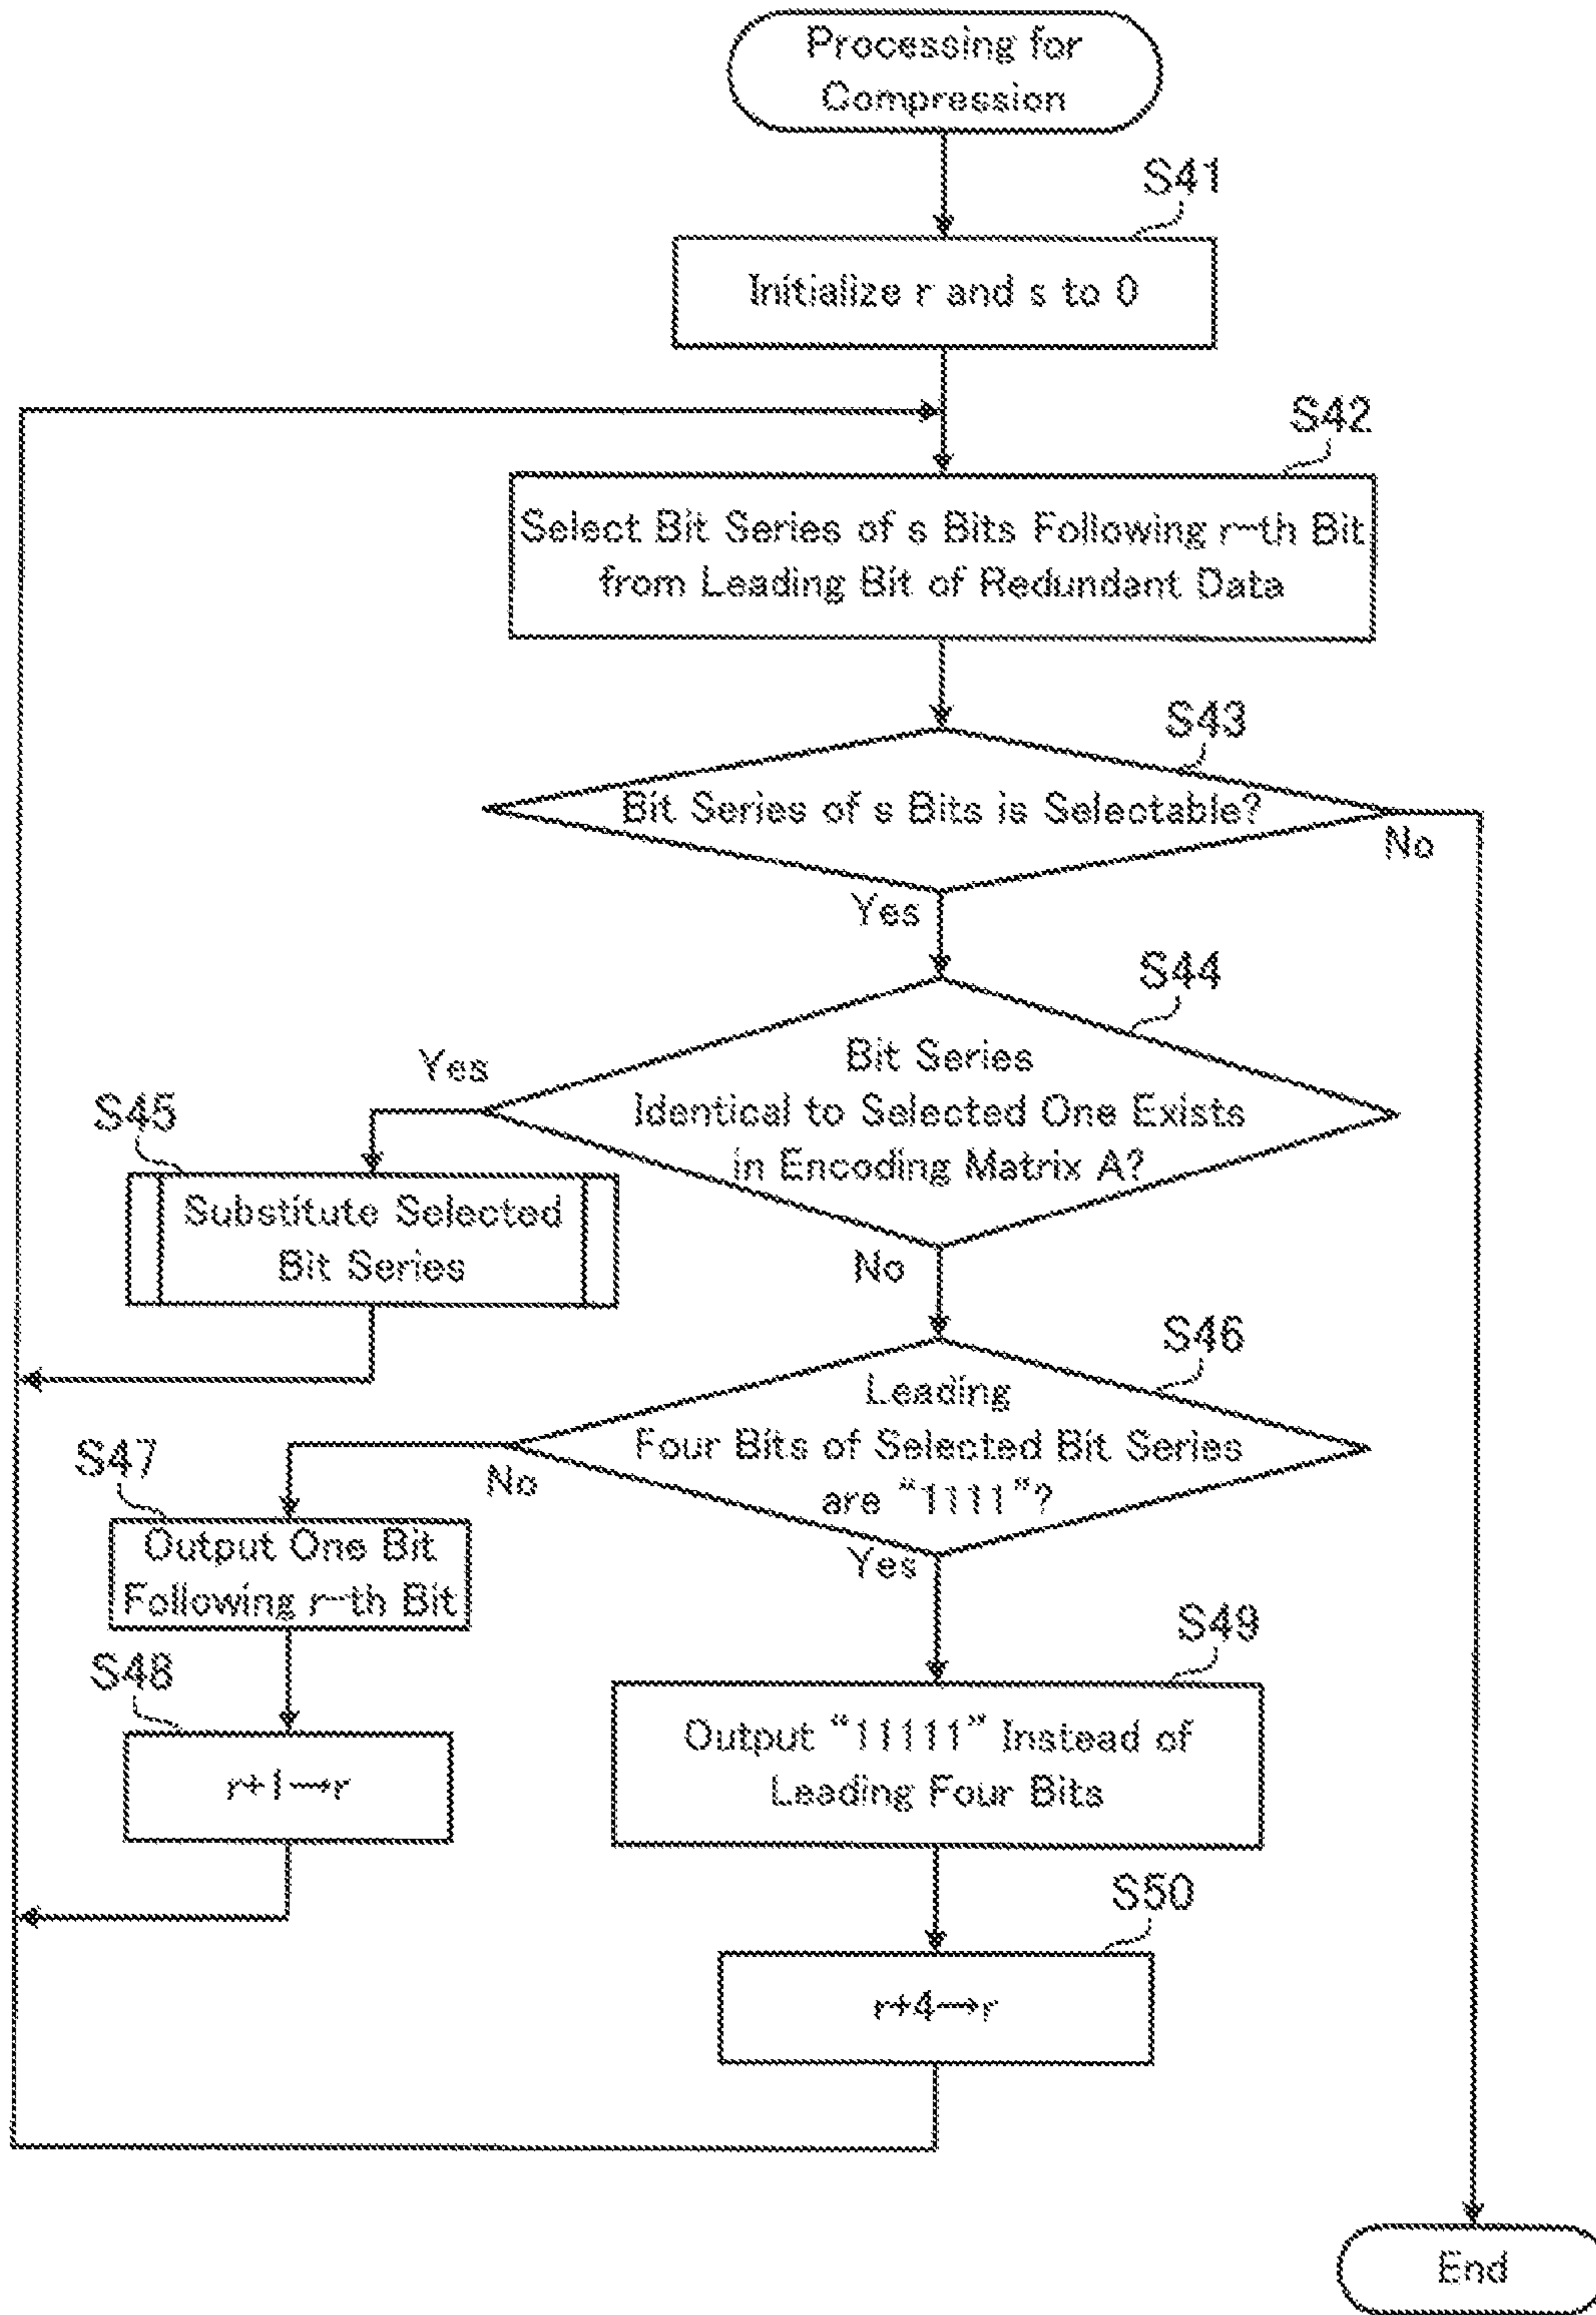 Processing for
Compression
S41
Initialize r and s to 0
S42
Select Bit Series of s Bits Following r-th Bit
from Leading Bit of Redundant Data
S43
Bit Series of s Bits is Selectable?
No
Yes
S44
Bit Series
Identical to Selected One Exists
in Encoding Matrix A?
Yes
S45
Substitute Selected
Bit Series
No
S46
Leading
Four Bits of Selected Bit Series
are “1111”?
No
S47
Output One Bit
Following r-th Bit
Yes
S48
r+1→r
S49
Output “11111” Instead of
Leading Four Bits
S50
r+4→r
End